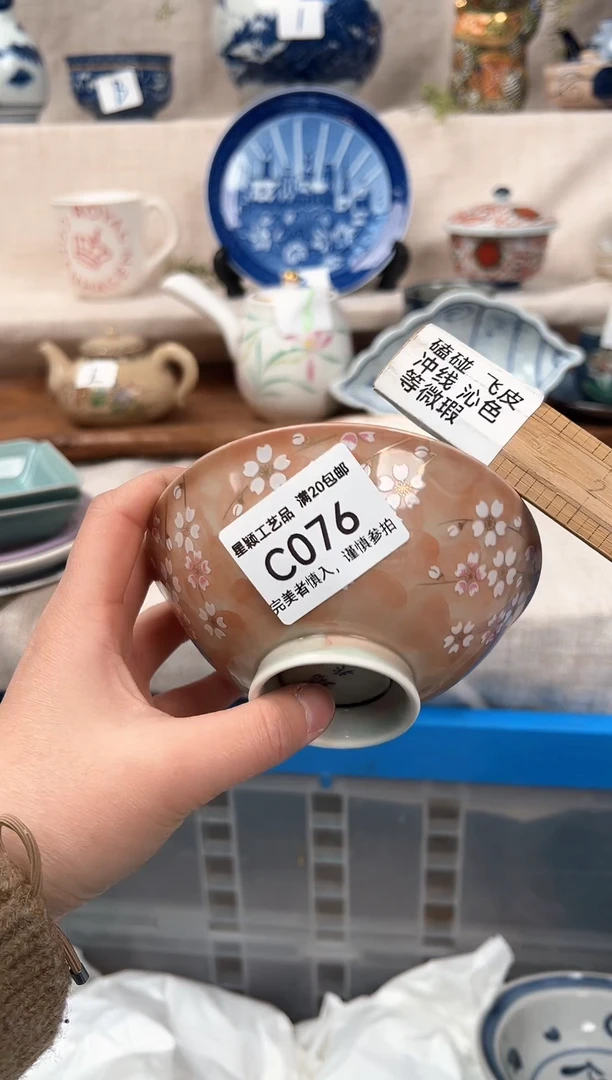 磕碰 飞皮
冲线 沁色
等微瑕
星颖工艺品 满20包邮
C076
完美者慎入，谨慎参拍